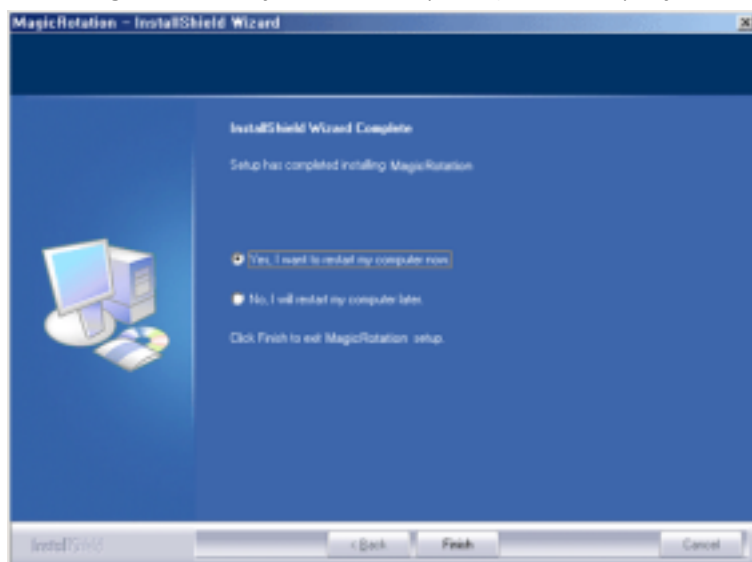 MagicRotation - InstallShield Wizard
InstallShield Wizard Complete
Setup has completed installing MagicRotation
Yes, I want to restart my computer now.
No, I will restart my computer later.
Click Finish to exit MagicRotation setup.
InstallShield
< Back
Finish
Cancel